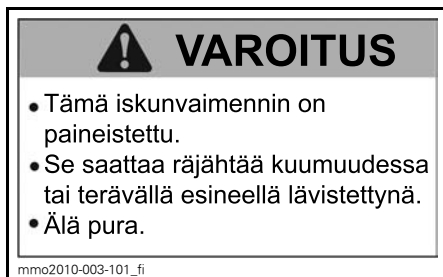 VAROITUS
• Tämä iskunvaimennin on
paineistettu.
• Se saattaa räjähtää kuumuudessa
tai terävällä esineellä lävistettynä.
• Älä pura.
mmo2010-003-101_fi